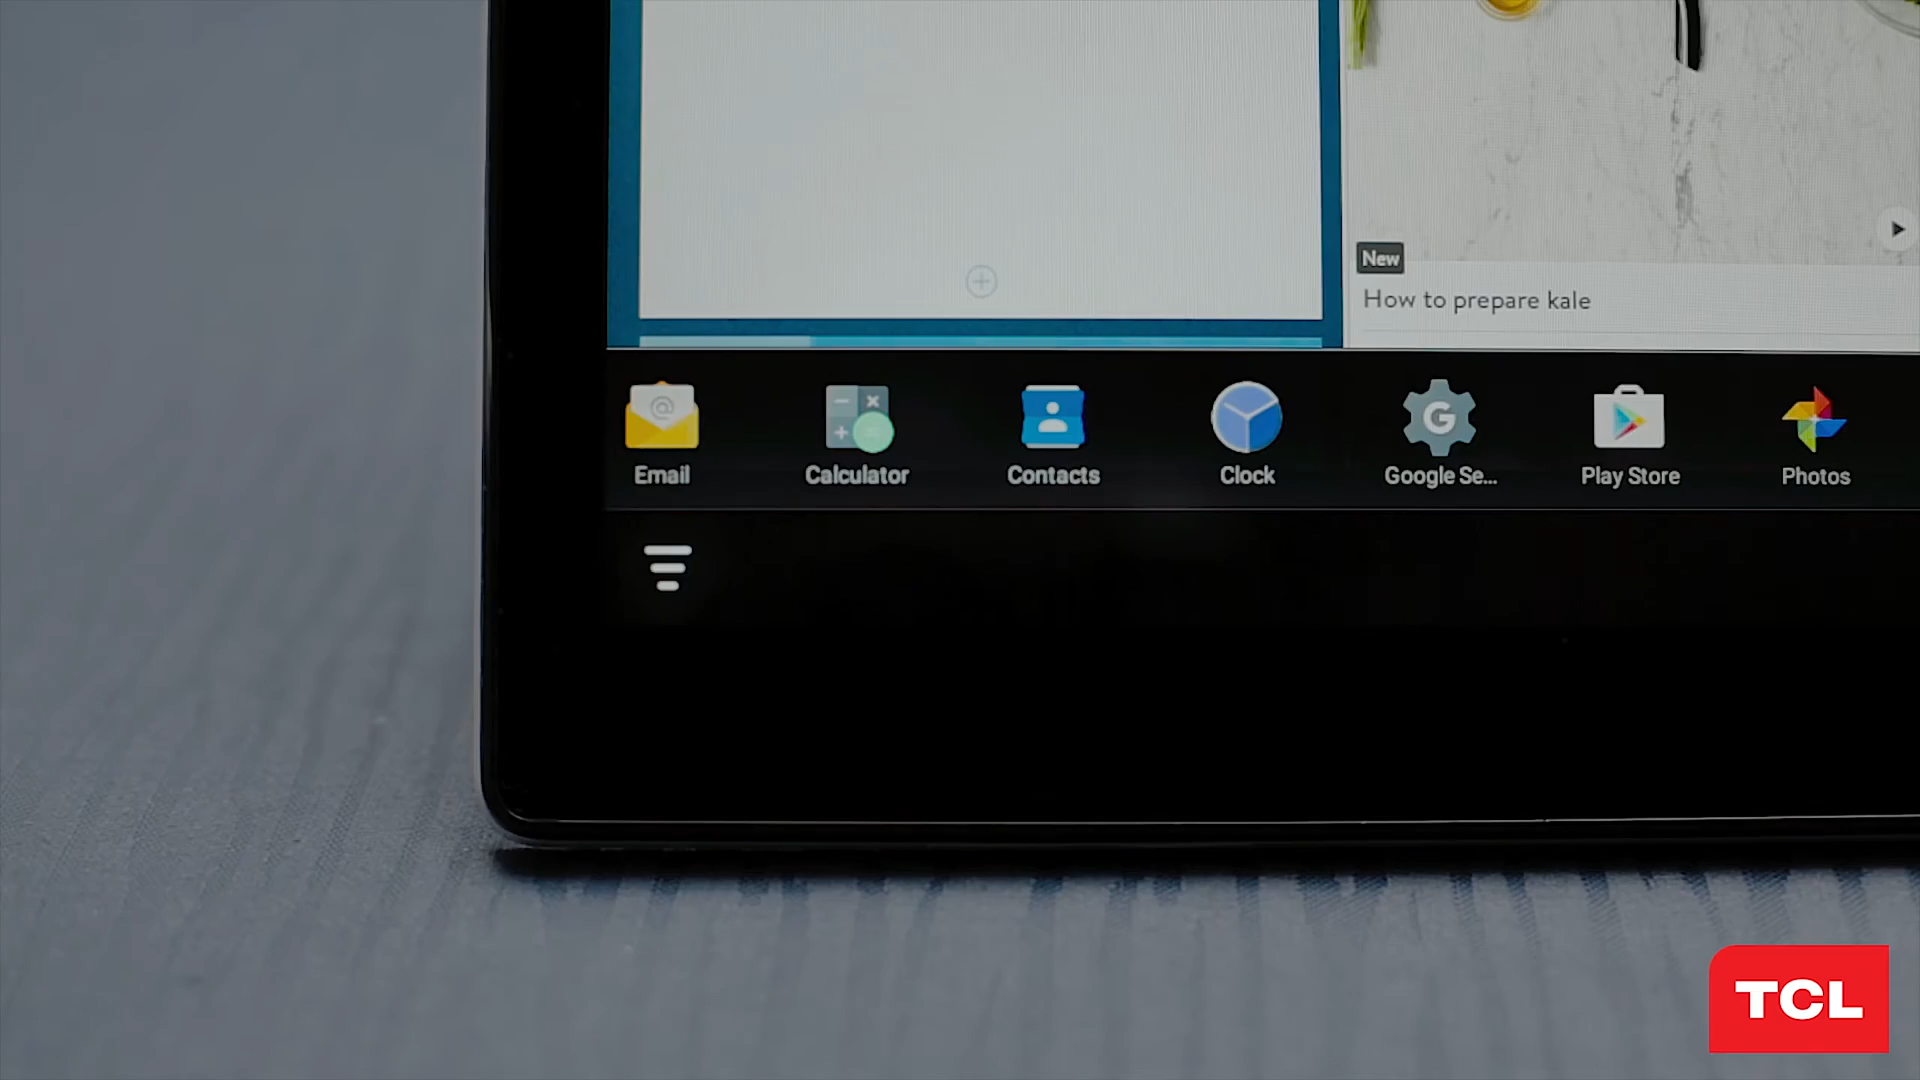 New
How to prepare kale
Email
Calculator
Contacts
Clock
Google Se...
Play Store
Photos
TCL